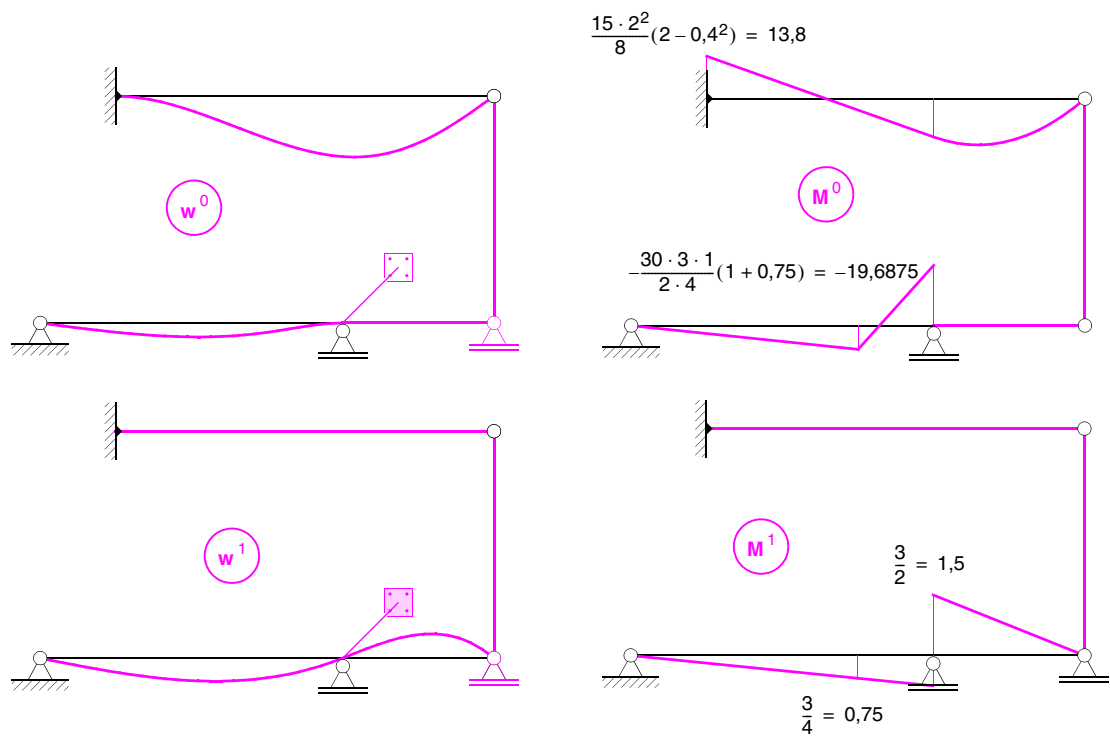 15 · 2²/8 (2 – 0,4²) = 13,8
w⁰
M⁰
-30 · 3 · 1/2 · 4 (1 + 0,75) = –19,6875
w¹
M¹
3/2 = 1,5
3/4 = 0,75